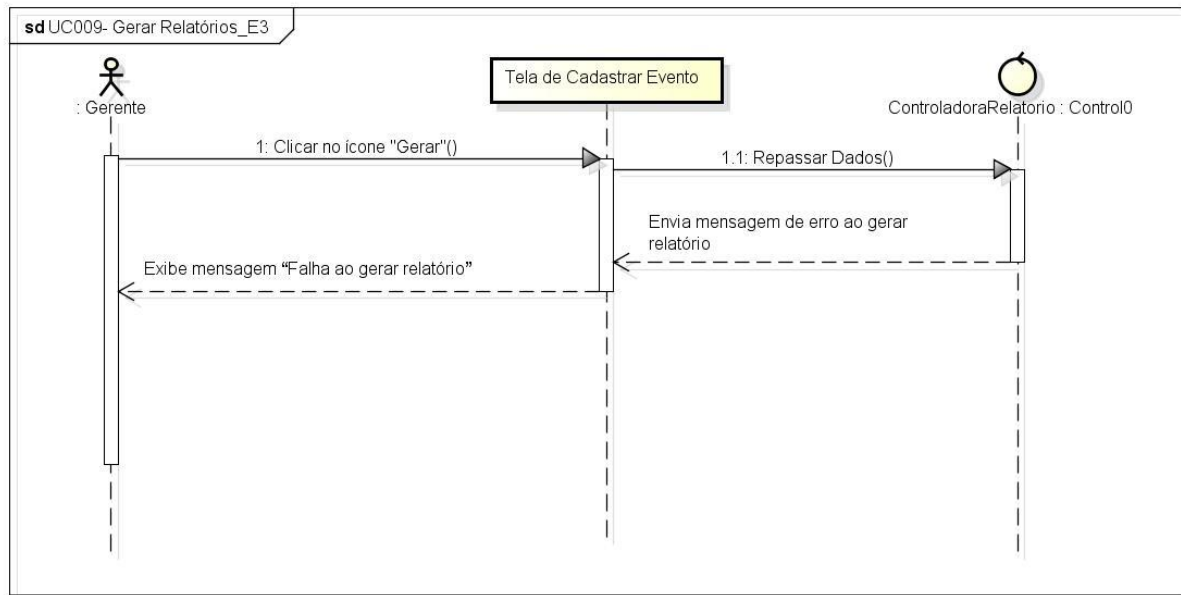 sd UC009- Gerar Relatórios_E3
: Gerente
Tela de Cadastrar Evento
ControladoraRelatorio : Control0
1: Clicar no ícone "Gerar"()
1.1: Repassar Dados()
Envia mensagem de erro ao gerar
relatório
Exibe mensagem “Falha ao gerar relatório”